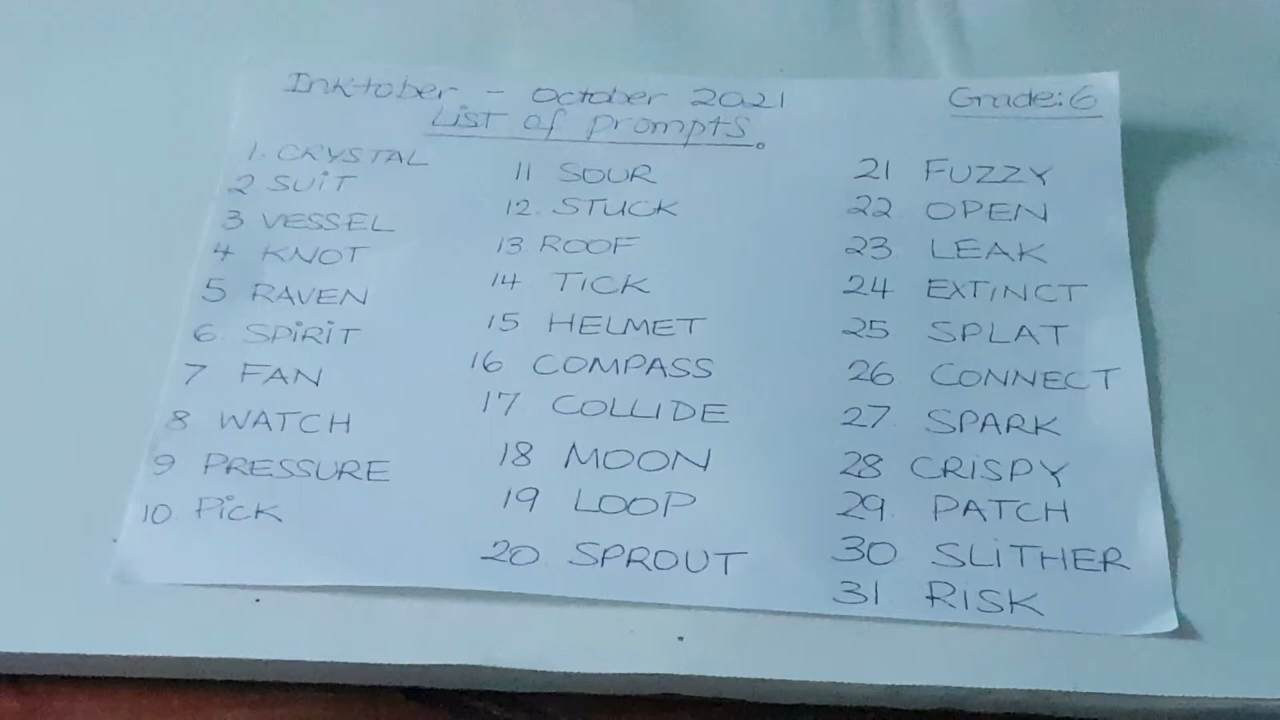 Inktober - October 2021
Grade: 6
List of prompts.
1. CRYSTAL
2 SUiT
3 VESSEL
4 KNOT
5 RAVEN
6. SPiRiT
7 FAN
8 WATCH
9 PRESSURE
10 PiCK
11 SOUR
12. STUCK
13 ROOF
14 TiCK
15 HELMET
16 COMPASS
17 COLLIDE
18 MOON
19 LOOP
20. SPROUT
21 FUZZY
22 OPEN
23 LEAK
24 EXTINCT
25 SPLAT
26 CONNECT
27. SPARK
28 CRiSPY
29. PATCH
30 SLiTHER
31 RiSK